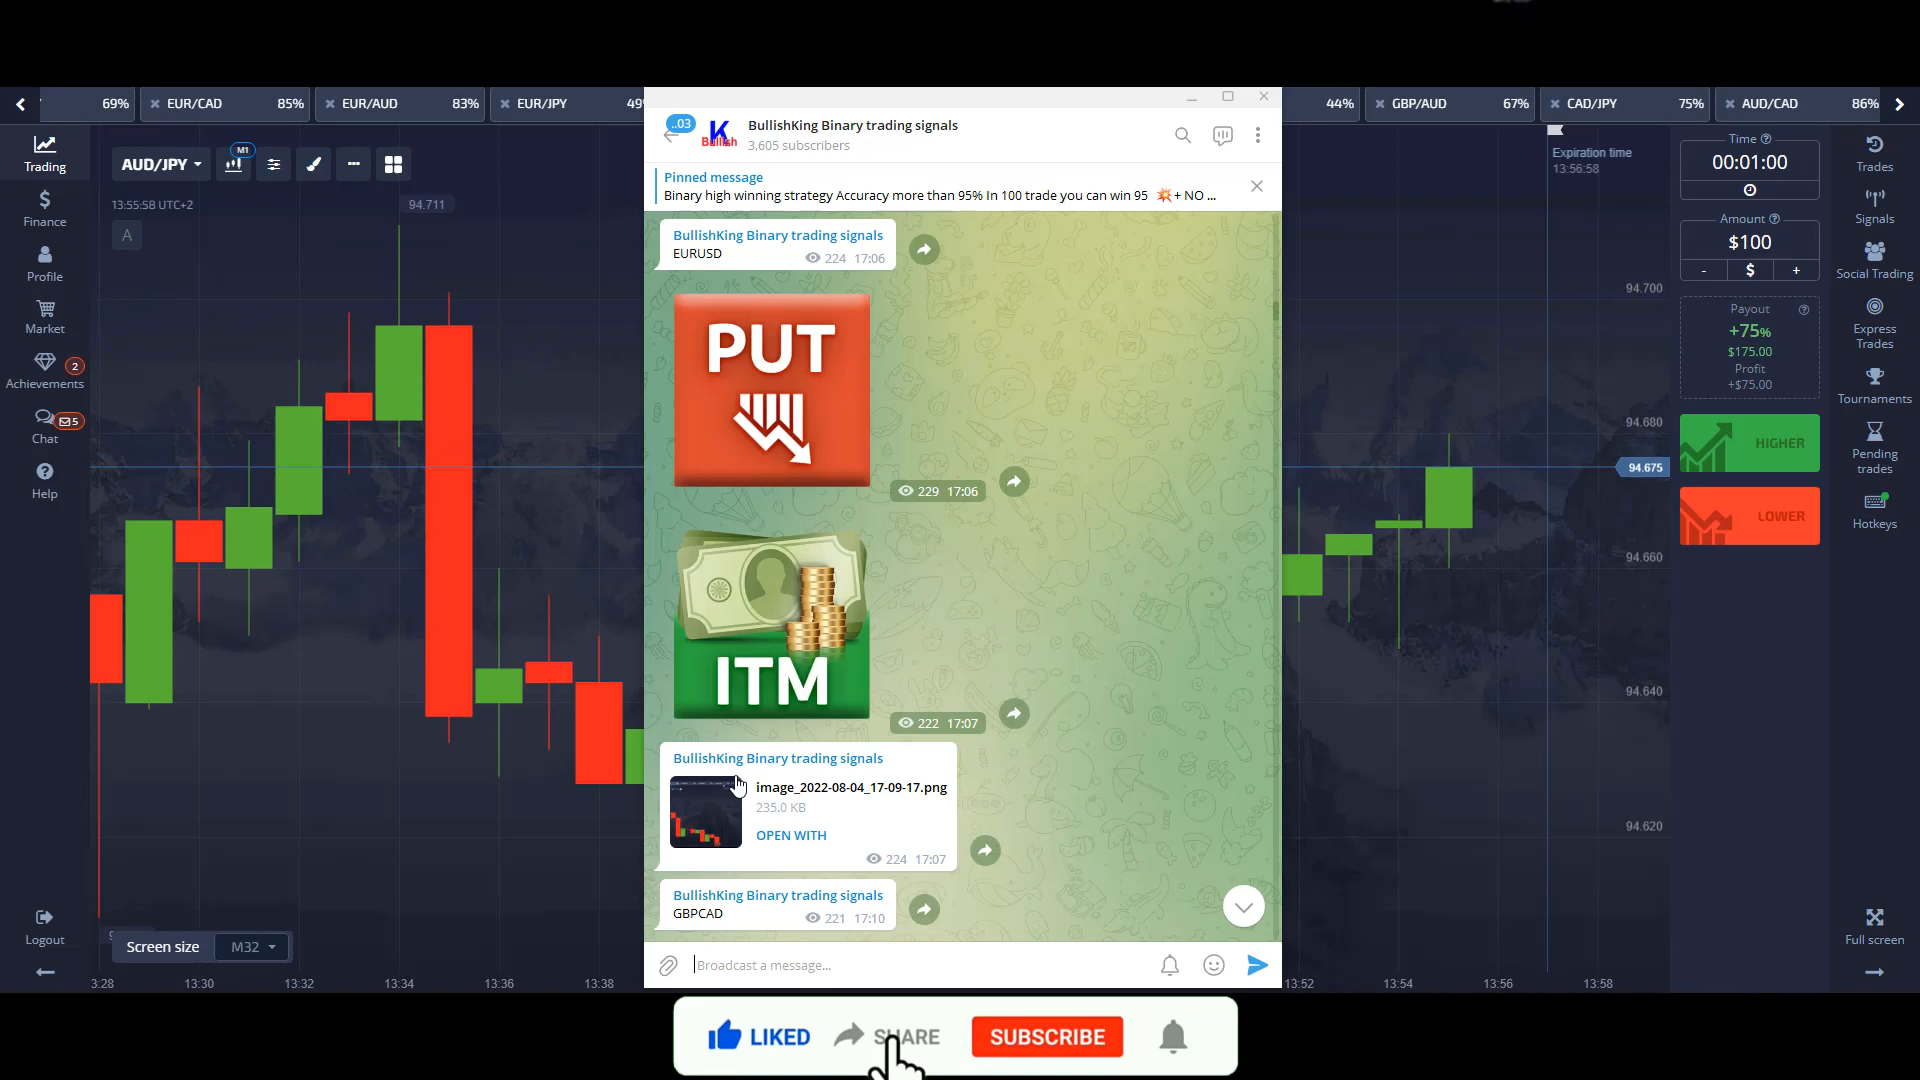 69%
EUR/CAD 85%
EUR/AUD 83%
EUR/JPY
44%
GBP/AUD 67%
CAD/JPY 75%
AUD/CAD 86%
Trading
Finance
Profile
Market
Achievements 2
Chat 5
Help
Logout
AUD/JPY
M1
13:55:58 UTC+2
A
94.711
Screen size M32
3:28 13:30 13:32 13:34 13:36 13:38
..03
K
Bullish
BullishKing Binary trading signals
3,605 subscribers
Pinned message
Binary high winning strategy Accuracy more than 95% In 100 trade you can win 95 💥+ NO ...
BullishKing Binary trading signals
EURUSD 224 17:06
PUT
229 17:06
ITM
222 17:07
BullishKing Binary trading signals
image_2022-08-04_17-09-17.png
235.0 KB
OPEN WITH
224 17:07
BullishKing Binary trading signals
GBPCAD 221 17:10
Broadcast a message...
Expiration time
13:56:58
94.700
94.680
94.675
94.660
94.640
94.620
13:52 13:54 13:56 13:58
Time
00:01:00
Amount
$100
- $ +
Payout
+75%
$175.00
Profit
+$75.00
HIGHER
LOWER
Trades
Signals
Social Trading
Express
Trades
Tournaments
Pending
trades
Hotkeys
Full screen
LIKED SHARE SUBSCRIBE